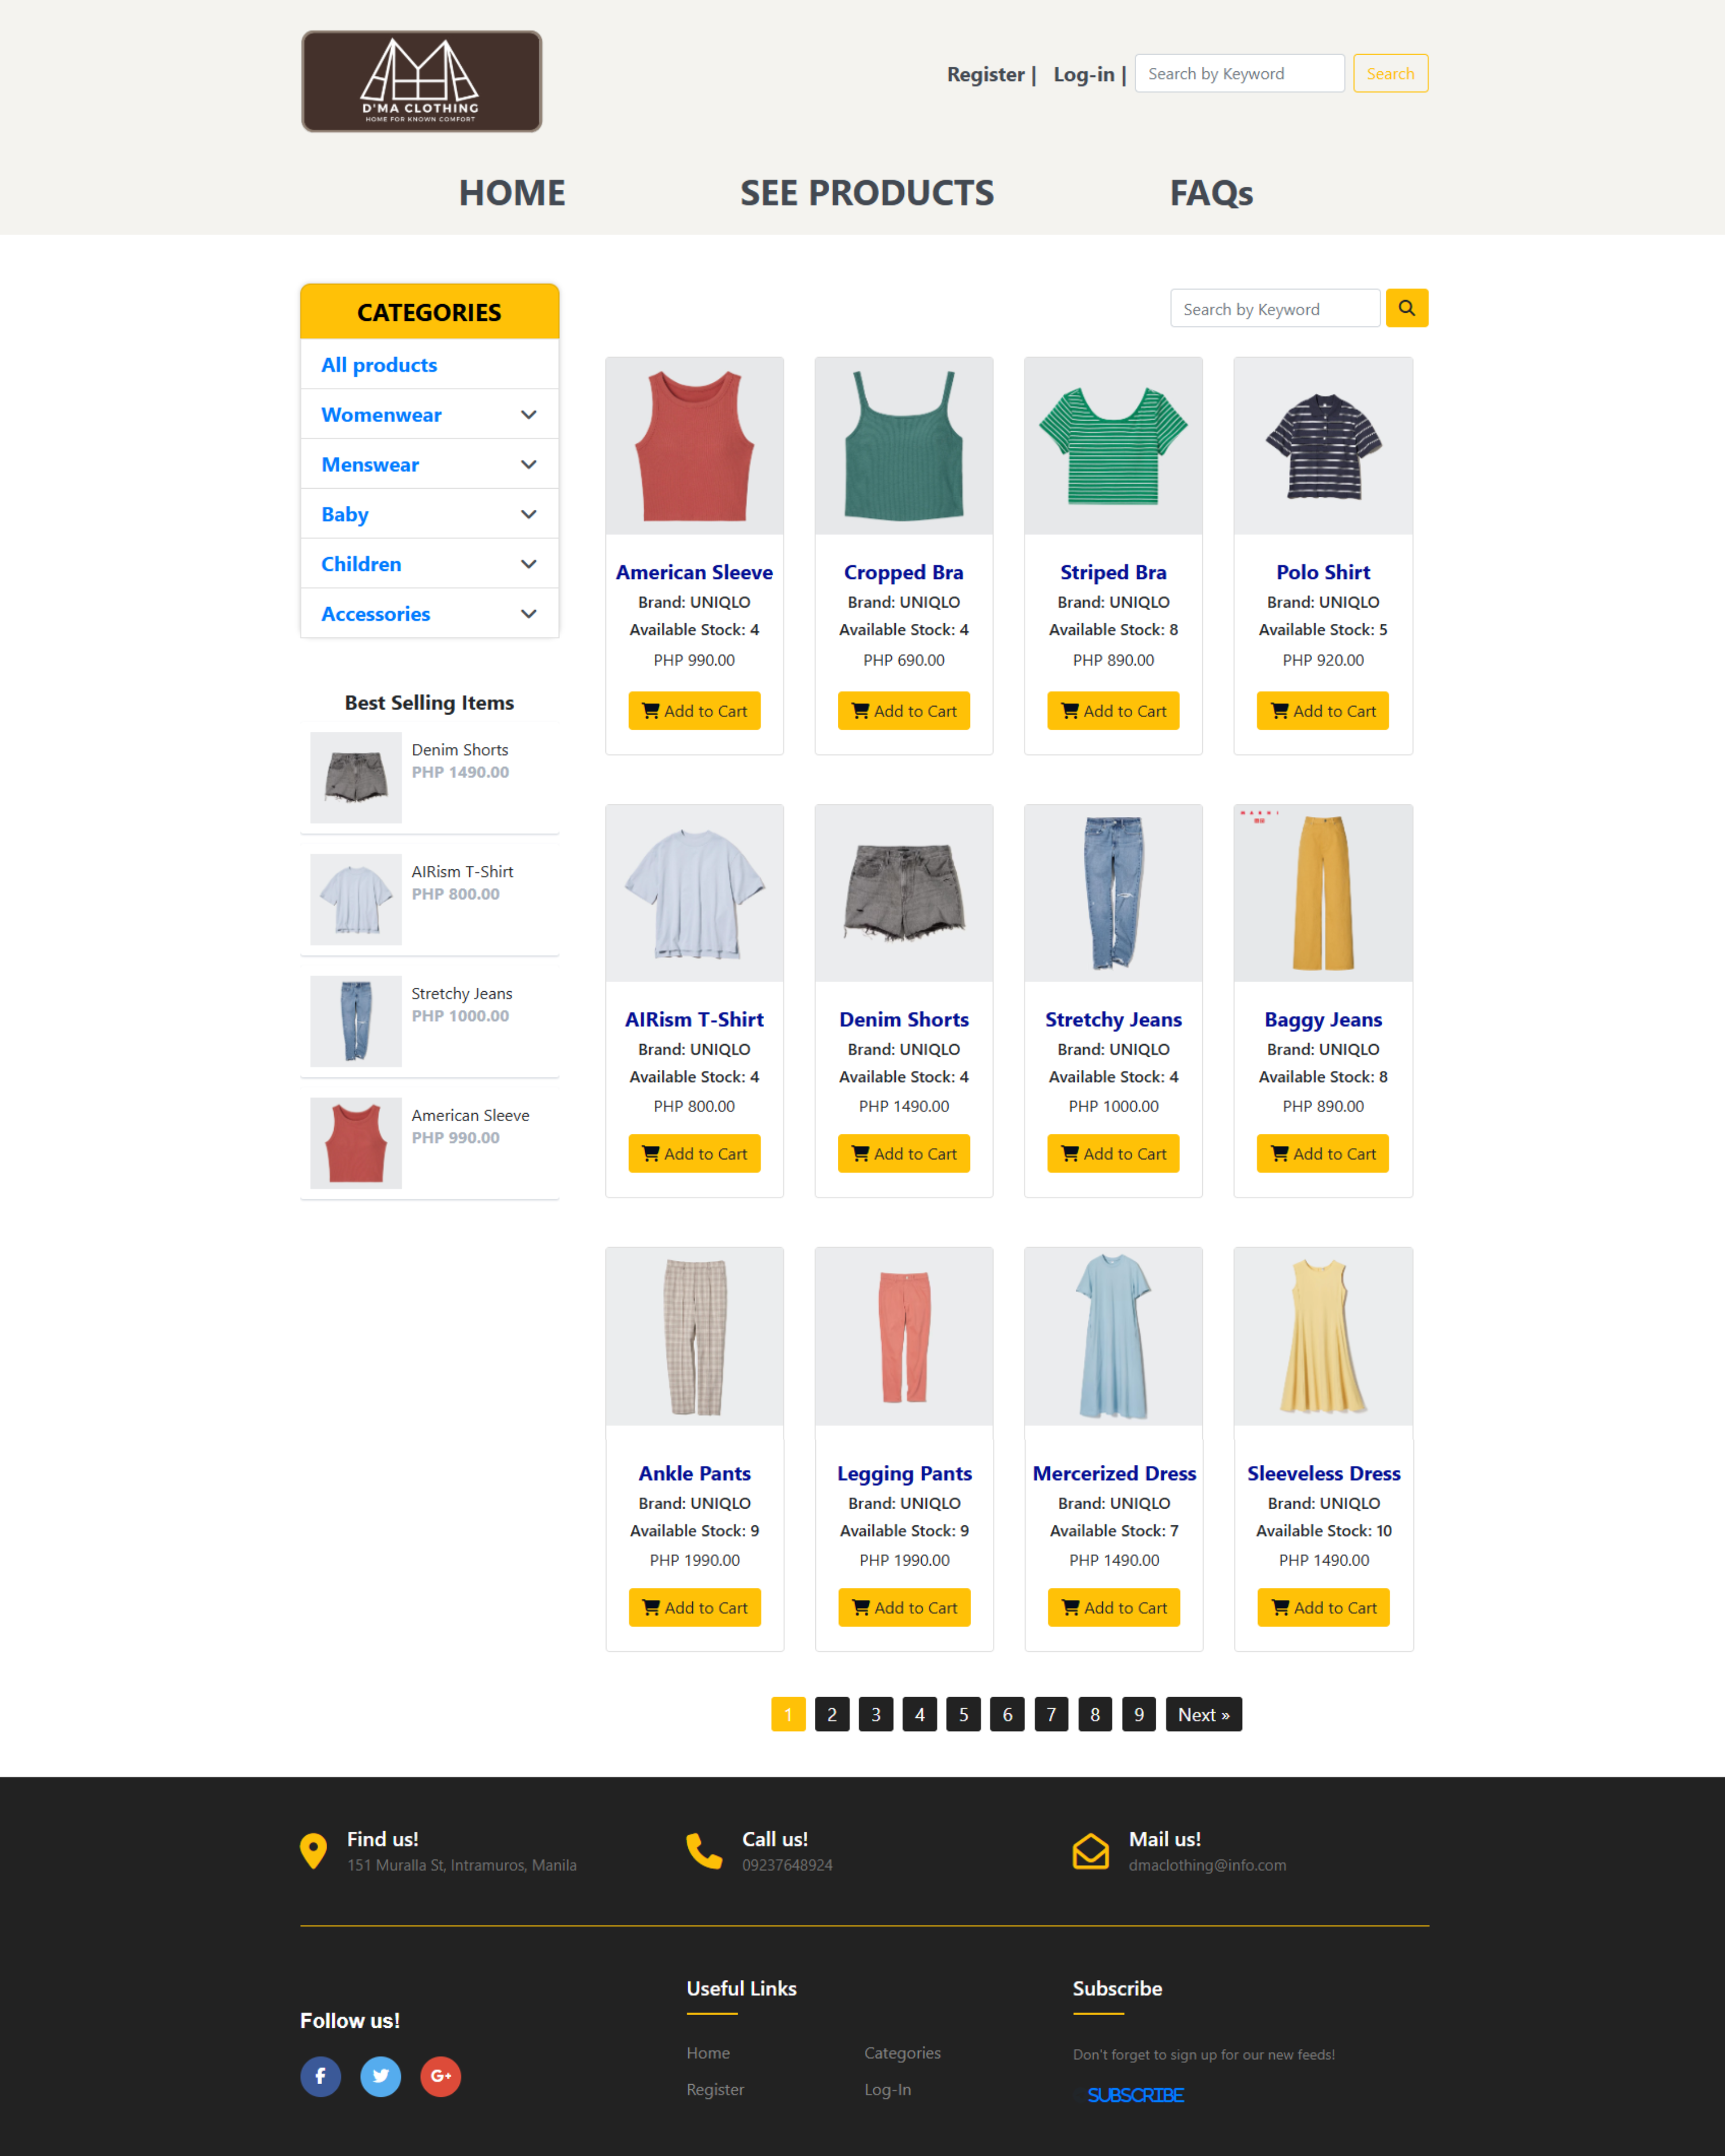 D'MA CLOTHING
HOME FOR KNOWN COMFORT
Register |
Log-in |
Search by Keyword
Search
HOME
SEE PRODUCTS
FAQs
CATEGORIES
All products
Womenwear
Menswear
Baby
Children
Accessories
Best Selling Items
Denim Shorts
PHP 1490.00
AIRism T-Shirt
PHP 800.00
Stretchy Jeans
PHP 1000.00
American Sleeve
PHP 990.00
Search by Keyword
American Sleeve
Brand: UNIQLO
Available Stock: 4
PHP 990.00
Add to Cart
Cropped Bra
Brand: UNIQLO
Available Stock: 4
PHP 690.00
Add to Cart
Striped Bra
Brand: UNIQLO
Available Stock: 8
PHP 890.00
Add to Cart
Polo Shirt
Brand: UNIQLO
Available Stock: 5
PHP 920.00
Add to Cart
AIRism T-Shirt
Brand: UNIQLO
Available Stock: 4
PHP 800.00
Add to Cart
Denim Shorts
Brand: UNIQLO
Available Stock: 4
PHP 1490.00
Add to Cart
Stretchy Jeans
Brand: UNIQLO
Available Stock: 4
PHP 1000.00
Add to Cart
Baggy Jeans
Brand: UNIQLO
Available Stock: 8
PHP 890.00
Add to Cart
Ankle Pants
Brand: UNIQLO
Available Stock: 9
PHP 1990.00
Add to Cart
Legging Pants
Brand: UNIQLO
Available Stock: 9
PHP 1990.00
Add to Cart
Mercerized Dress
Brand: UNIQLO
Available Stock: 7
PHP 1490.00
Add to Cart
Sleeveless Dress
Brand: UNIQLO
Available Stock: 10
PHP 1490.00
Add to Cart
1 2 3 4 5 6 7 8 9 Next »
Find us!
151 Muralla St, Intramuros, Manila
Call us!
09237648924
Mail us!
dmaclothing@info.com
Follow us!
f
G+
Useful Links
Home
Categories
Register
Log-In
Subscribe
Don't forget to sign up for our new feeds!
SUBSCRIBE